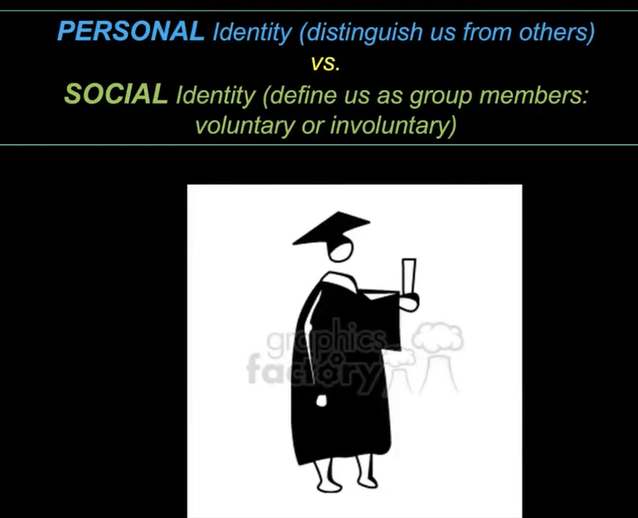 PERSONAL Identity (distinguish us from others)
vs.
SOCIAL Identity (define us as group members:
voluntary or involuntary)
graphics
factory